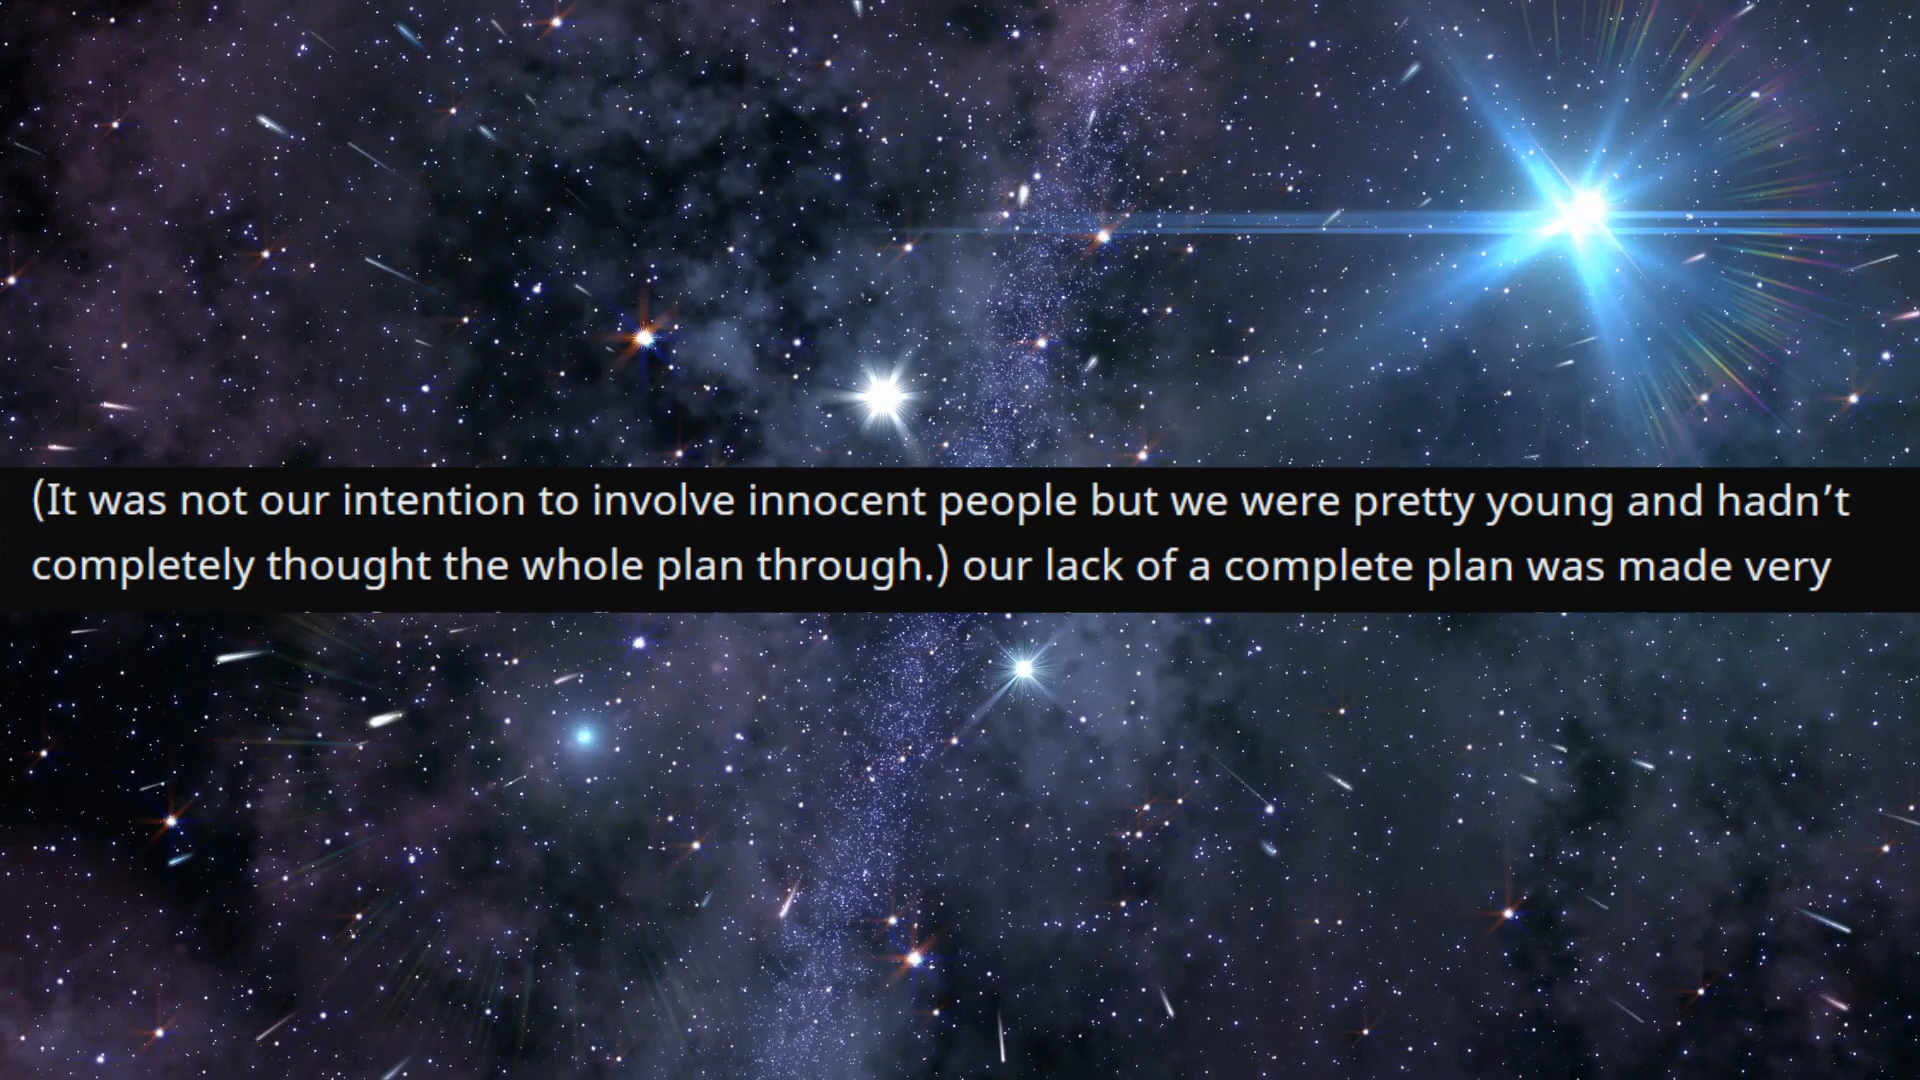 (It was not our intention to involve innocent people but we were pretty young and hadn’t
completely thought the whole plan through.) our lack of a complete plan was made very